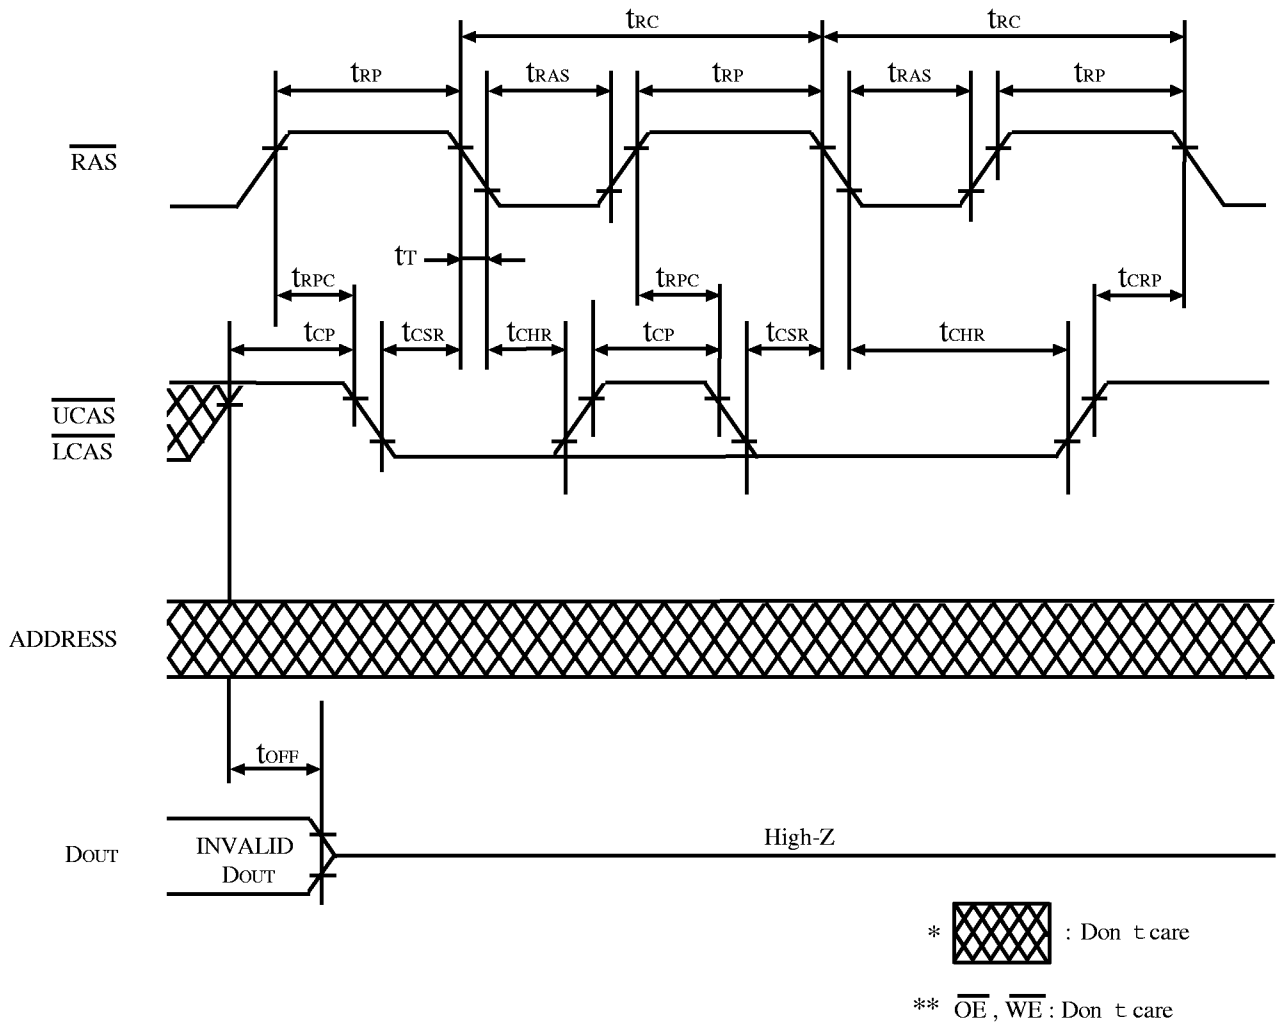 tRC tRC
tRP tRAS tRP tRAS tRP
RAS
tT
tRPC tRPC tCRP
tCP tCSR tCHR tCP tCSR tCHR
UCAS
LCAS
ADDRESS
tOFF
DOUT
INVALID
DOUT
High-Z
* : Don t care
** OE , WE : Don t care